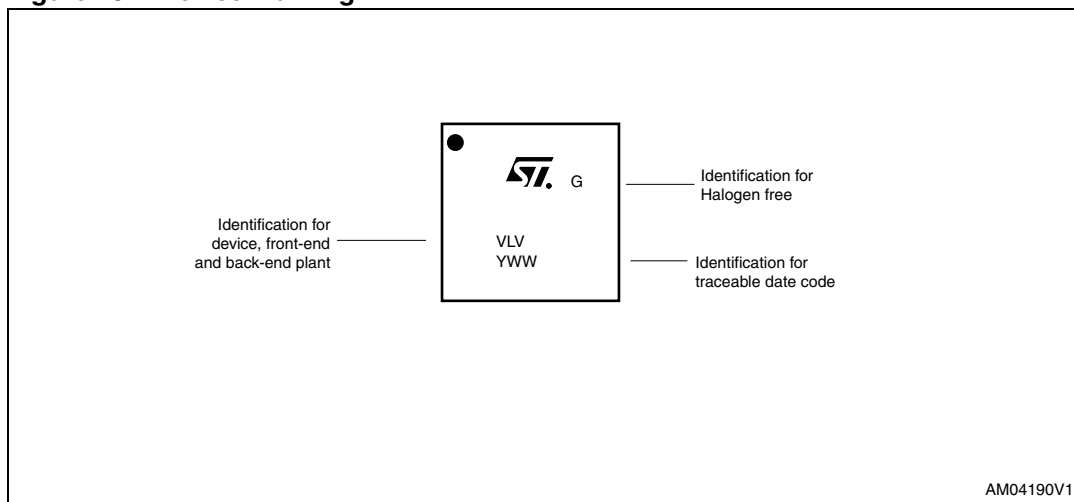 ST.
G
Identification for
Halogen free
Identification for
device, front-end
and back-end plant
VLV
YWW
Identification for
traceable date code
AM04190V1